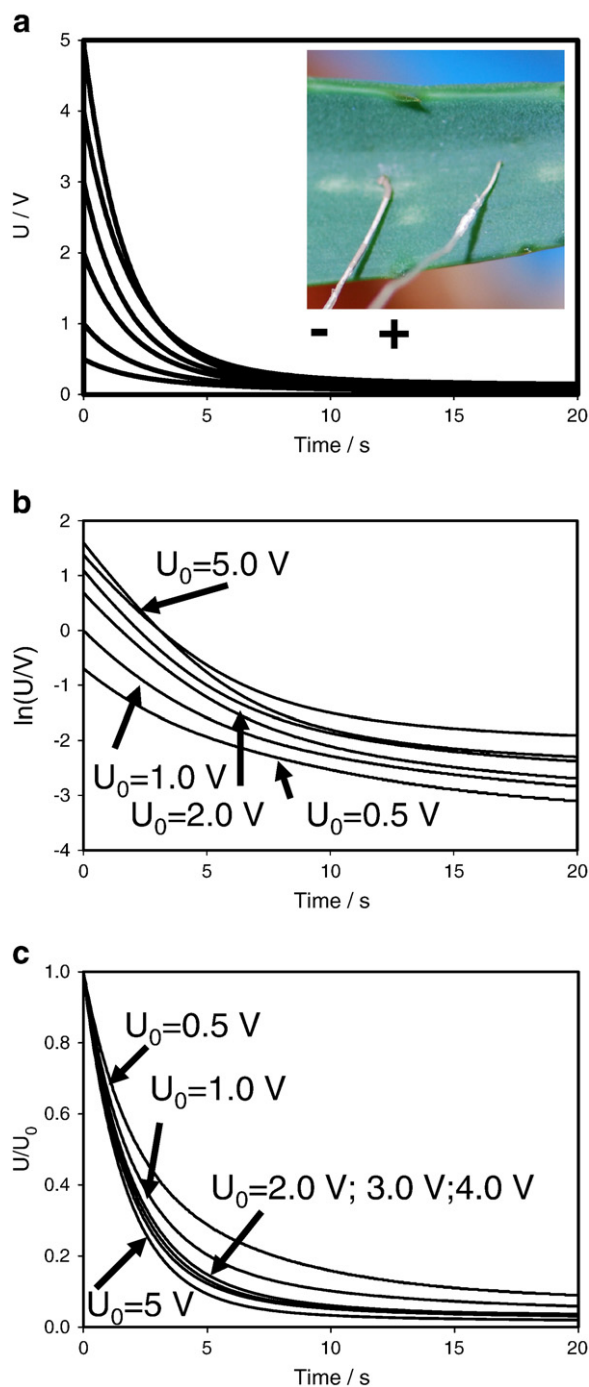 a
5
4
3
2
1
0
U / V
- +
0 5 10 15 20
Time / s
b
2
1
0
-1
-2
-3
-4
ln(U/V)
U₀=5.0 V
U₀=1.0 V
U₀=2.0 V
U₀=0.5 V
0 5 10 15 20
Time / s
c
1.0
0.8
0.6
0.4
0.2
0.0
U/U₀
U₀=0.5 V
U₀=1.0 V
U₀=2.0 V; 3.0 V;4.0 V
U₀=5 V
0 5 10 15 20
Time / s